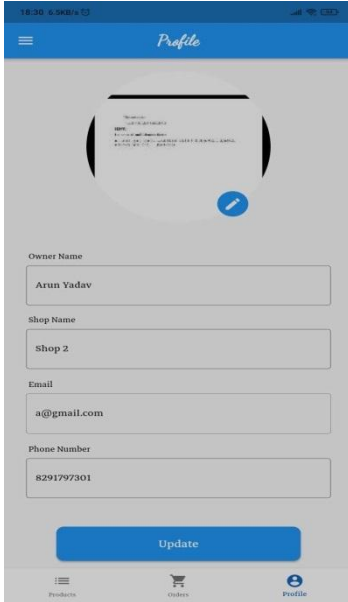 18:30 6.5KB/s
Profile
Owner Name
Arun Yadav
Shop Name
Shop 2
Email
a@gmail.com
Phone Number
8291797301
Update
Products
Orders
Profile